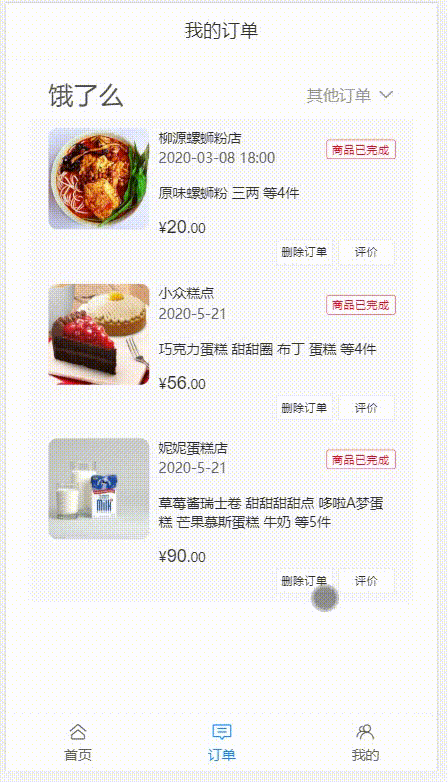 我的订单
饿了么
其他订单
柳源螺蛳粉店
商品已完成
2020-03-08 18:00
原味螺蛳粉 三两 等4件
¥20.00
删除订单
评价
小众糕点
商品已完成
2020-5-21
巧克力蛋糕 甜甜圈 布丁 蛋糕 等4件
¥56.00
删除订单
评价
妮妮蛋糕店
商品已完成
2020-5-21
草莓酱瑞士卷 甜甜甜甜点 哆啦A梦蛋
糕 芒果慕斯蛋糕 牛奶 等5件
¥90.00
删除订单
评价
首页
订单
我的